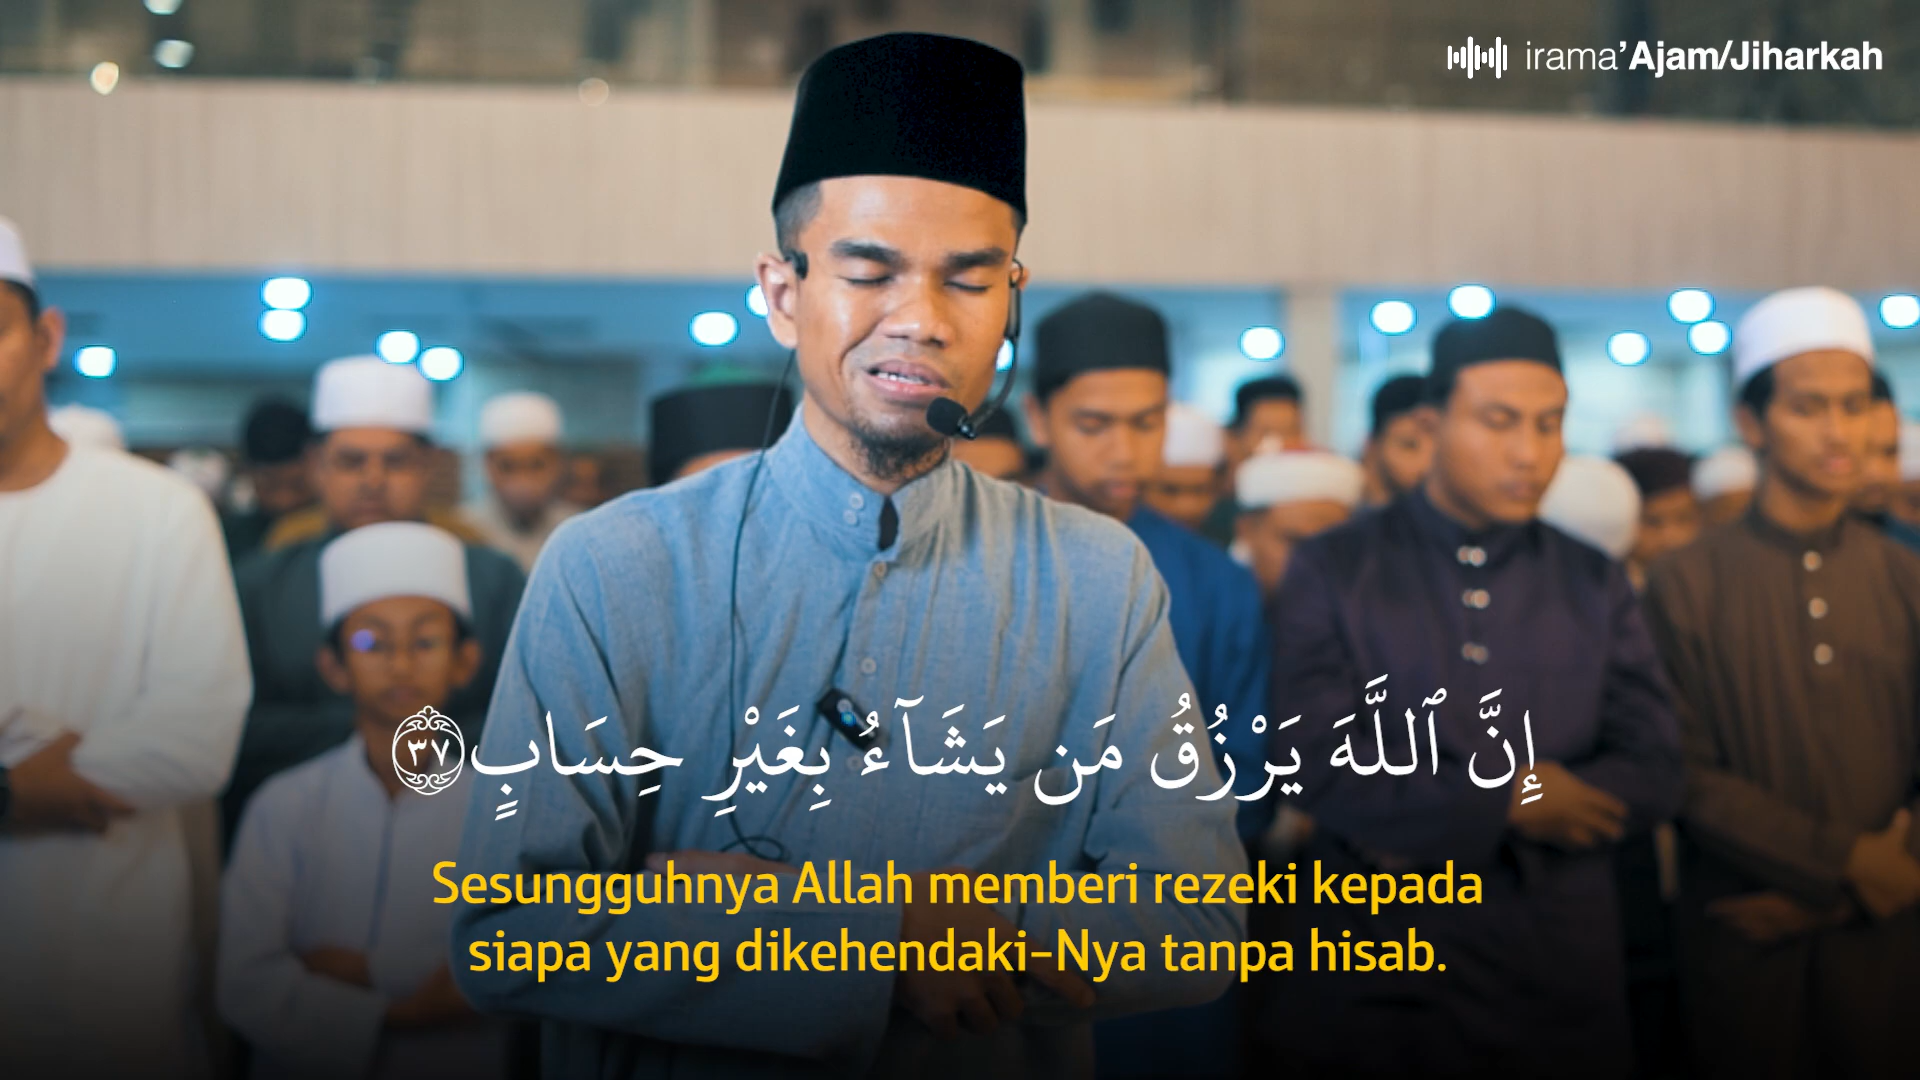 irama'Ajam/Jiharkah
إِنَّ ٱللَّهَ يَرْزُقُ مَن يَشَآءُ بِغَيْرِ حِسَابٍ ٣٧
Sesungguhnya Allah memberi rezeki kepada
siapa yang dikehendaki-Nya tanpa hisab.